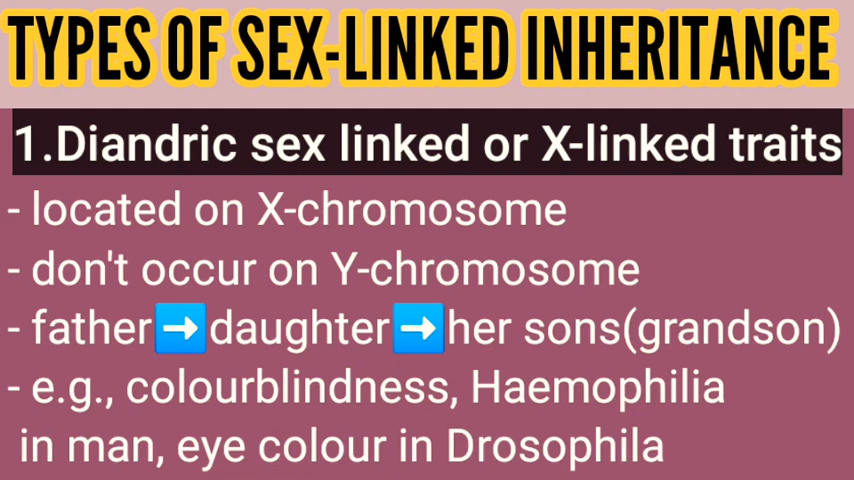 TYPES OF SEX-LINKED INHERITANCE
1.Diandric sex linked or X-linked traits
- located on X-chromosome
- don't occur on Y-chromosome
- father➡daughter➡her sons(grandson)
- e.g., colourblindness, Haemophilia
in man, eye colour in Drosophila